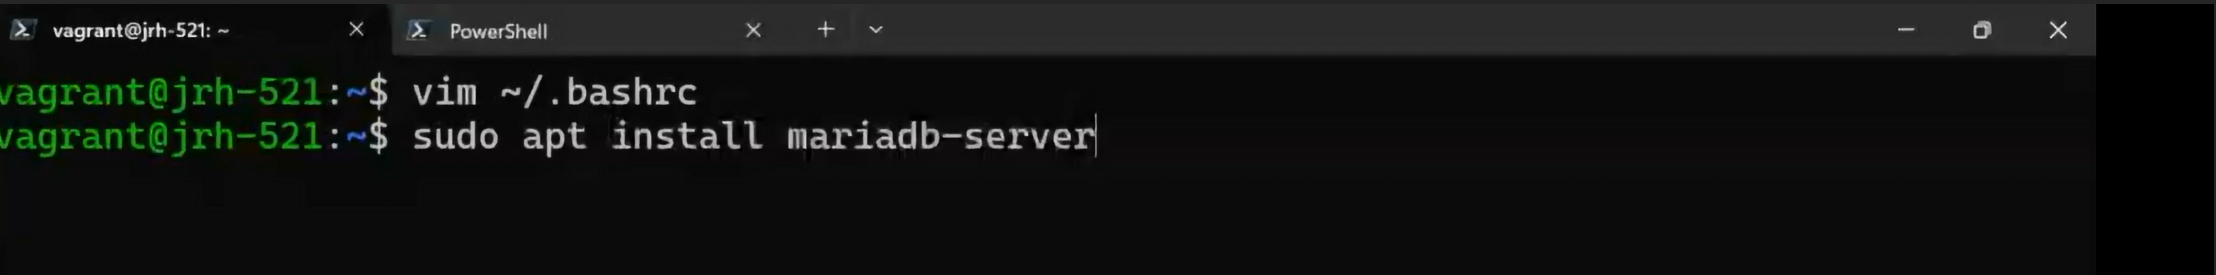 vagrant@jrh-521: ~ PowerShell
vagrant@jrh-521:~$ vim ~/.bashrc
vagrant@jrh-521:~$ sudo apt install mariadb-server